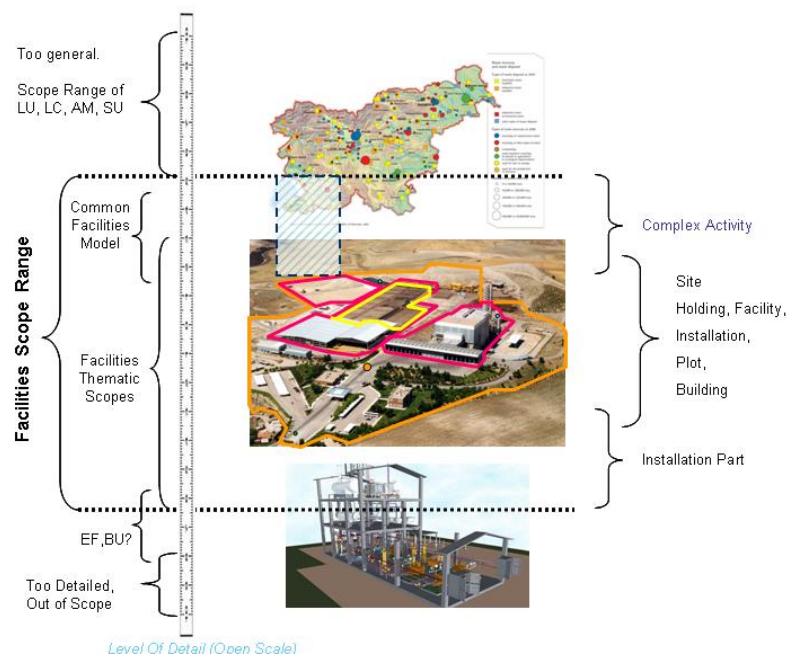 Too general.
Scope Range of
LU, LC, AM, SU
Common
Facilities
Model
Facilities Scope Range
Facilities
Thematic
Scopes
EF,BU?
Too Detailed,
Out of Scope
Level Of Detail (Open Scale)
Complex Activity
Site
Holding, Facility,
Installation,
Plot,
Building
Installation Part